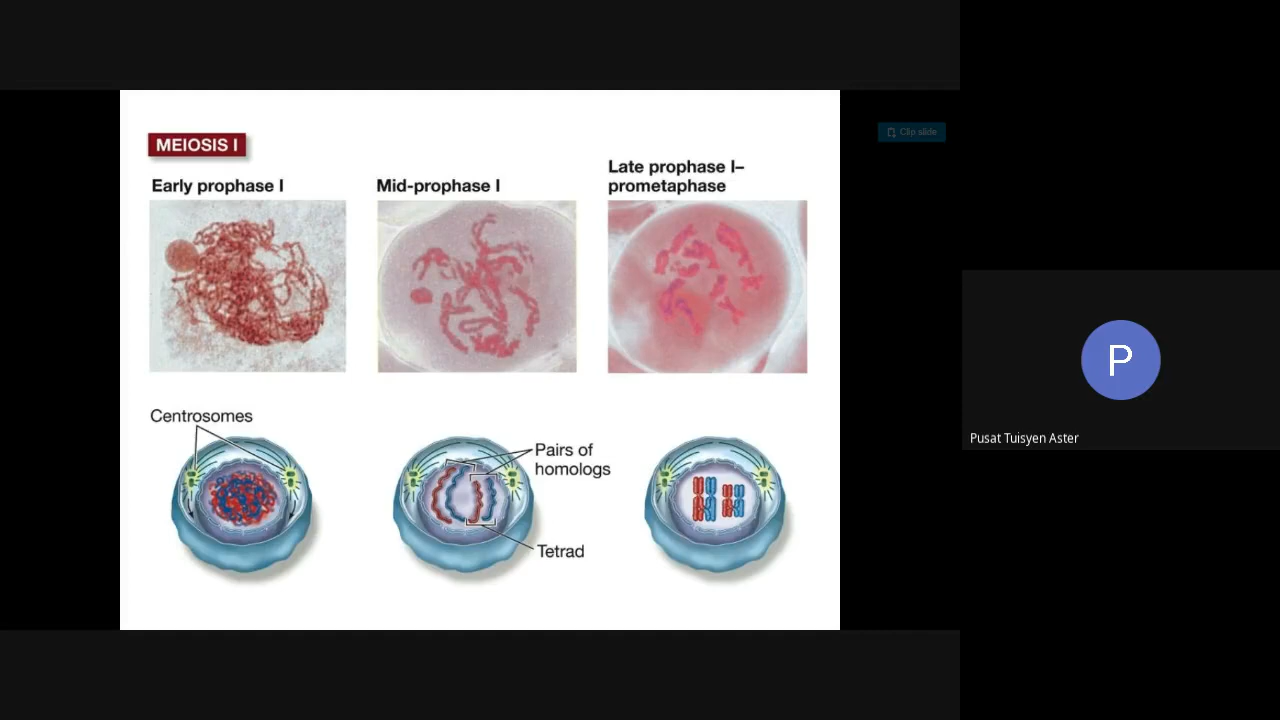 MEIOSIS I
Clip slide
Early prophase I
Mid-prophase I
Late prophase I–
prometaphase
Centrosomes
Pairs of
homologs
Tetrad
P
Pusat Tuisyen Aster